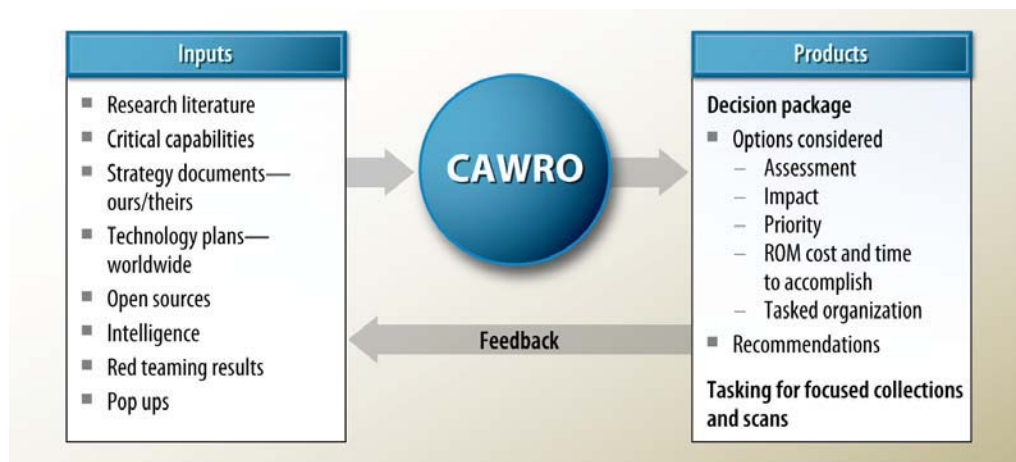 Inputs
■ Research literature
■ Critical capabilities
■ Strategy documents—
ours/theirs
■ Technology plans—
worldwide
■ Open sources
■ Intelligence
■ Red teaming results
■ Pop ups
CAWRO
Feedback
Products
Decision package
■ Options considered
– Assessment
– Impact
– Priority
– ROM cost and time
to accomplish
– Tasked organization
■ Recommendations
Tasking for focused collections
and scans